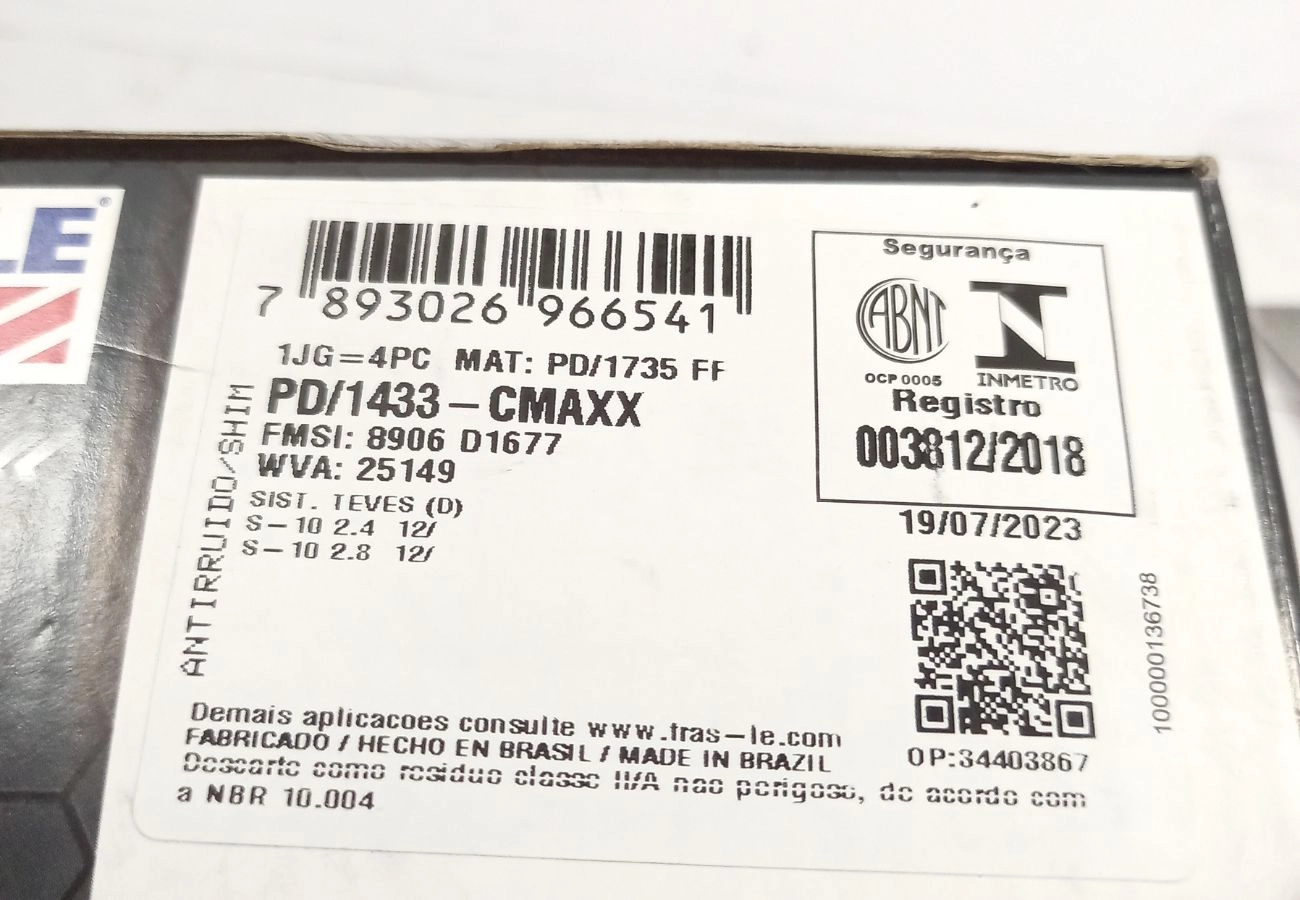 LE®
7 893026 966541
1JG=4PC MAT: PD/1735 FF
PD/1433-CMAXX
FMSI: 8906 D1677
WVA: 25149
SIST. TEVES (D)
S-10 2.4 12/
S-10 2.8 12/
ANTIRRUIDO/SHIM
Segurança
ABNT
OCP 0005
INMETRO
Registro
003812/2018
19/07/2023
OP:34403867
10000136738
Demais aplicacoes consulte www.fras-le.com
FABRICADO / HECHO EN BRASIL / MADE IN BRAZIL
Descarte como residuo classe II/A nao perigoso, de acordo com
a NBR 10.004